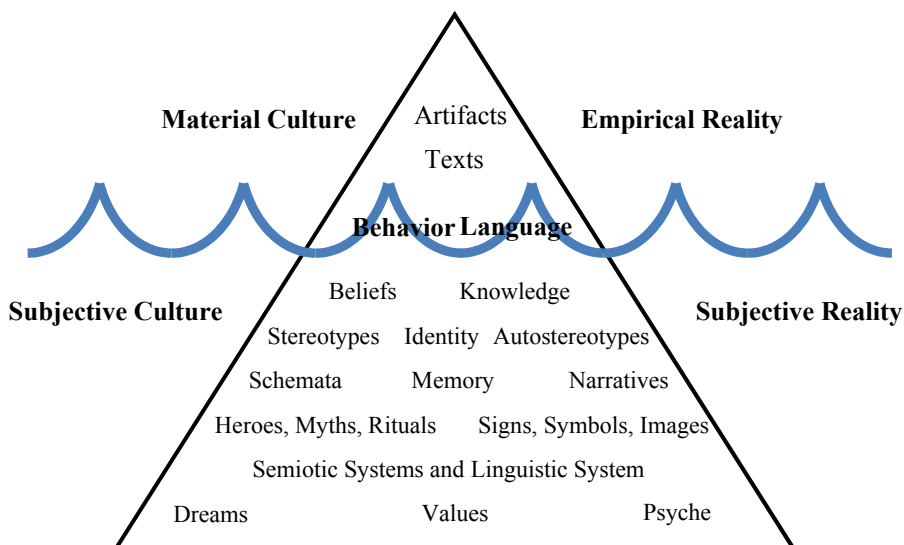 Material Culture Artifacts Empirical Reality
Texts
Behavior Language
Beliefs Knowledge
Subjective Culture Subjective Reality
Stereotypes Identity Autostereotypes
Schemata Memory Narratives
Heroes, Myths, Rituals Signs, Symbols, Images
Semiotic Systems and Linguistic System
Dreams Values Psyche